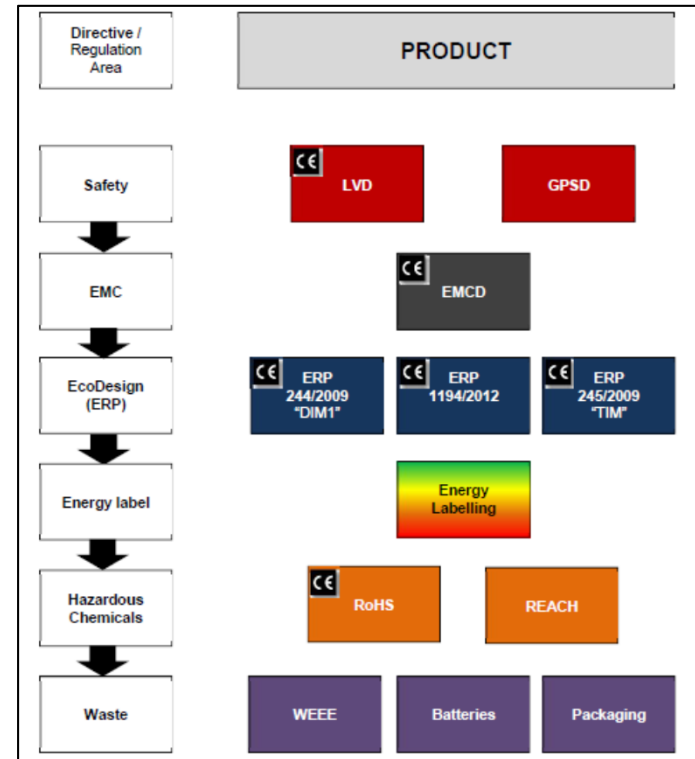 Directive /
Regulation
Area
PRODUCT
Safety
CE
LVD
GPSD
EMC
CE
EMCD
EcoDesign
(ERP)
CE
ERP
244/2009
"DIM1"
CE
ERP
1194/2012
CE
ERP
245/2009
"TIM"
Energy label
Energy
Labelling
Hazardous
Chemicals
CE
RoHS
REACH
Waste
WEEE
Batteries
Packaging